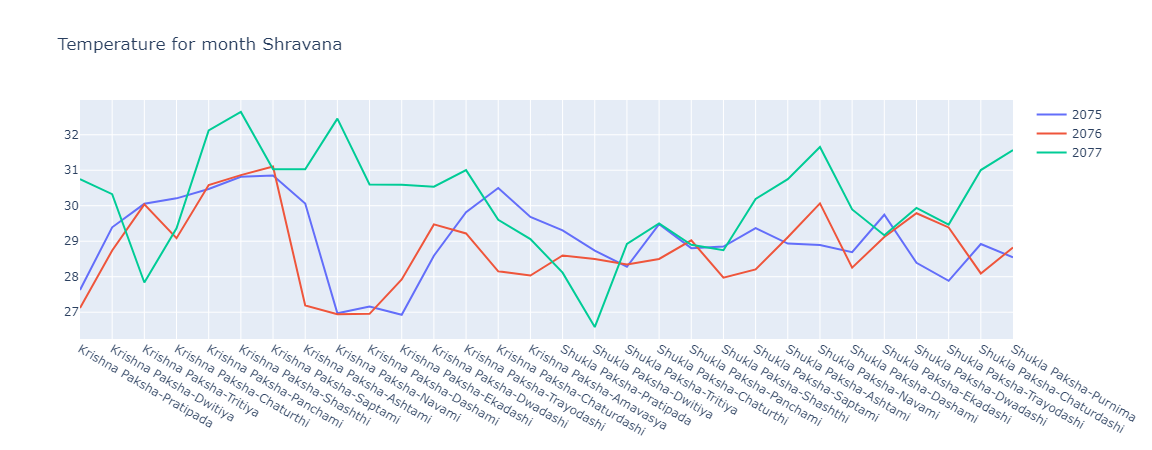 Temperature for month Shravana
2075
2076
2077
32
31
30
29
28
27
Krishna Paksha-Pratipada
Krishna Paksha-Dwitiya
Krishna Paksha-Tritiya
Krishna Paksha-Chaturthi
Krishna Paksha-Panchami
Krishna Paksha-Shashthi
Krishna Paksha-Saptami
Krishna Paksha-Ashtami
Krishna Paksha-Navami
Krishna Paksha-Dashami
Krishna Paksha-Ekadashi
Krishna Paksha-Dwadashi
Krishna Paksha-Trayodashi
Krishna Paksha-Chaturdashi
Krishna Paksha-Amavasya
Shukla Paksha-Pratipada
Shukla Paksha-Dwitiya
Shukla Paksha-Tritiya
Shukla Paksha-Chaturthi
Shukla Paksha-Panchami
Shukla Paksha-Shashthi
Shukla Paksha-Saptami
Shukla Paksha-Ashtami
Shukla Paksha-Navami
Shukla Paksha-Dashami
Shukla Paksha-Ekadashi
Shukla Paksha-Dwadashi
Shukla Paksha-Trayodashi
Shukla Paksha-Chaturdashi
Shukla Paksha-Purnima